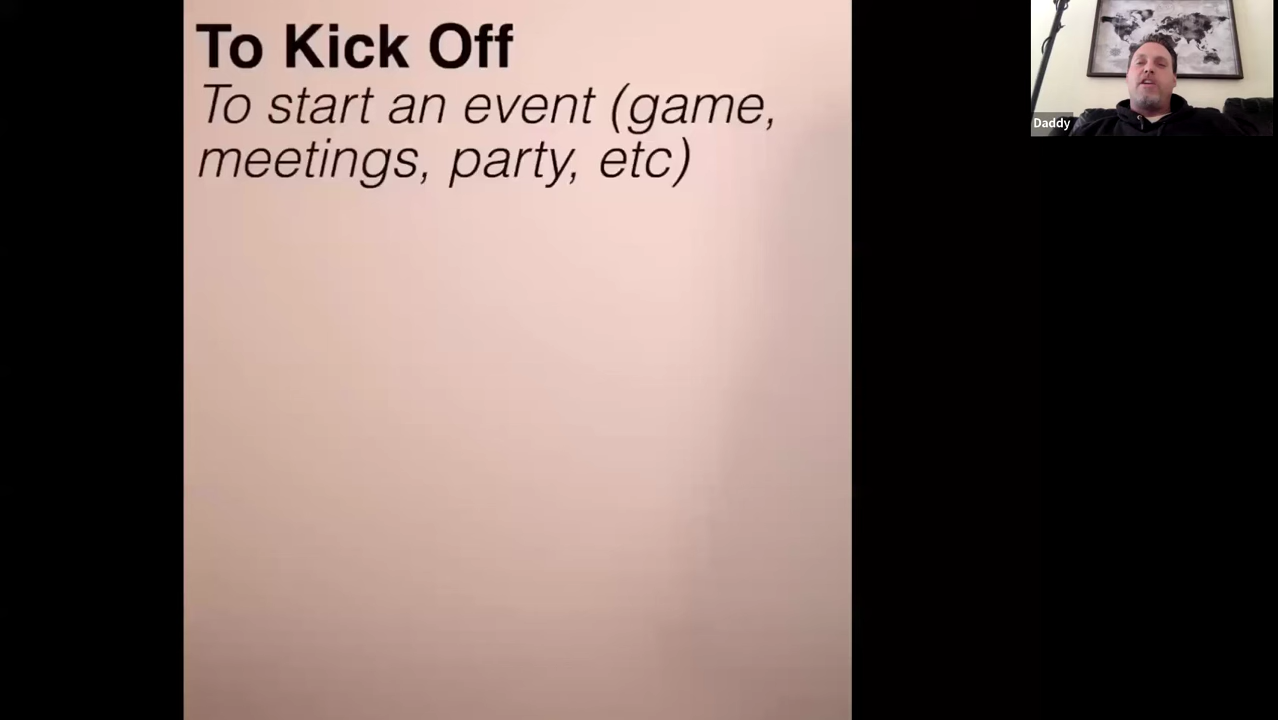 To Kick Off
To start an event (game,
meetings, party, etc)
Daddy